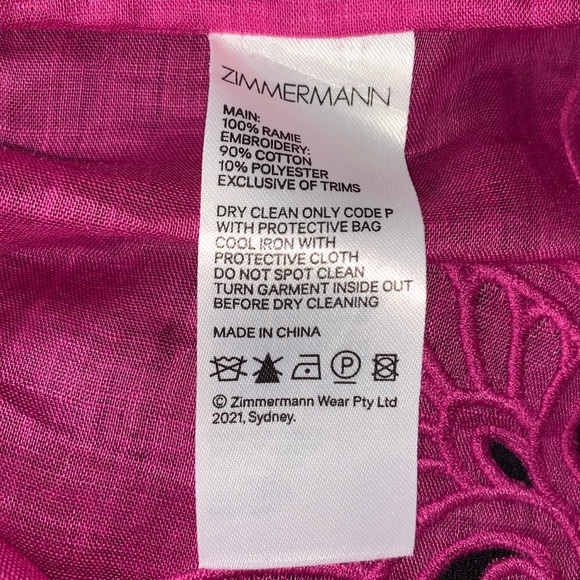 ZIMMERMANN
MAIN:
100% RAMIE
EMBROIDERY:
90% COTTON
10% POLYESTER
EXCLUSIVE OF TRIMS
DRY CLEAN ONLY CODE P
WITH PROTECTIVE BAG
COOL IRON WITH
PROTECTIVE CLOTH
DO NOT SPOT CLEAN
TURN GARMENT INSIDE OUT
BEFORE DRY CLEANING
MADE IN CHINA
P
© Zimmermann Wear Pty Ltd
2021, Sydney.